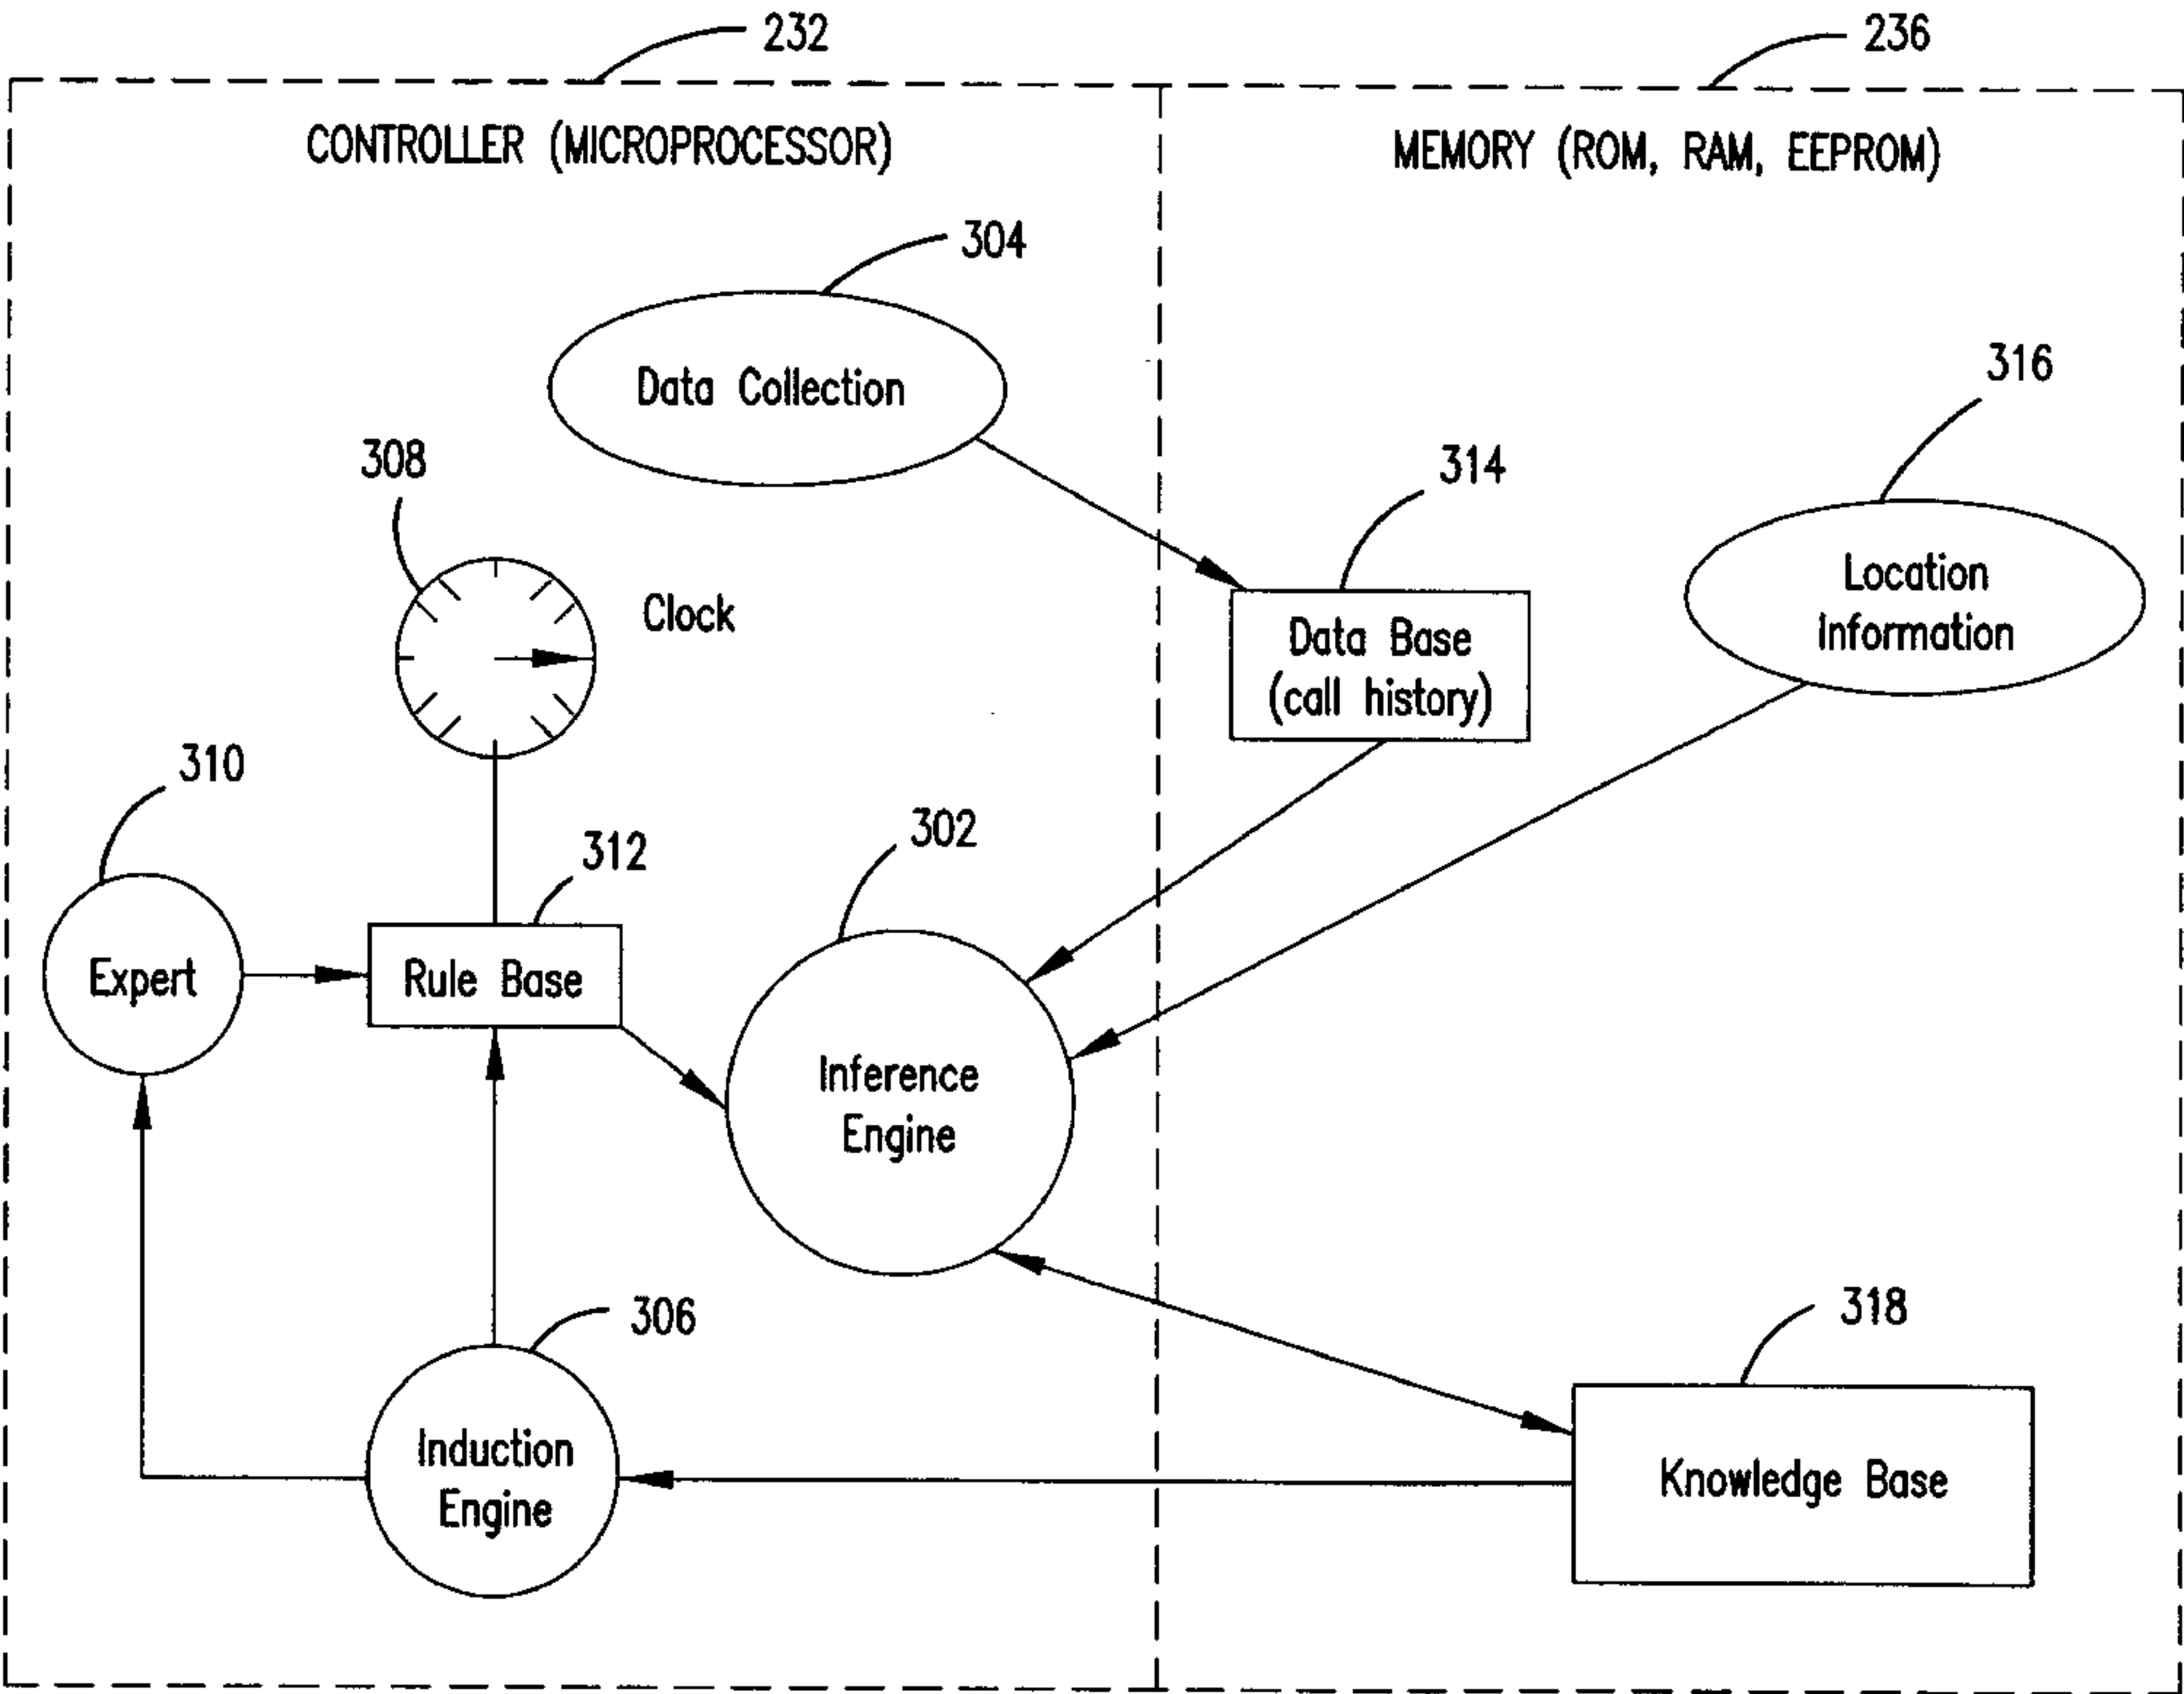 232
236
CONTROLLER (MICROPROCESSOR)
MEMORY (ROM, RAM, EEPROM)
304
Data Collection
316
308
314
Clock
Location
Information
Data Base
(call history)
310
312
302
Expert
Rule Base
Inference
Engine
306
318
Induction
Engine
Knowledge Base